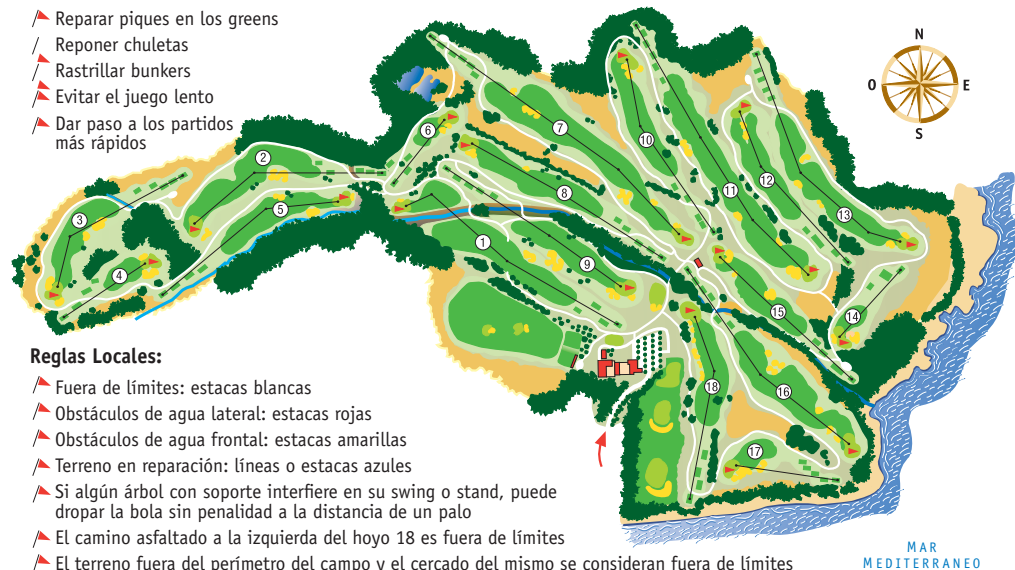 Reparar piques en los greens
Reponer chuletas
Rastrillar bunkers
Evitar el juego lento
Dar paso a los partidos
más rápidos
N
O
E
S
1
2
3
4
5
6
7
8
9
10
11
12
13
14
15
16
17
18
Reglas Locales:
Fuera de límites: estacas blancas
Obstáculos de agua lateral: estacas rojas
Obstáculos de agua frontal: estacas amarillas
Terreno en reparación: líneas o estacas azules
Si algún árbol con soporte interfiere en su swing o stand, puede
dropar la bola sin penalidad a la distancia de un palo
El camino asfaltado a la izquierda del hoyo 18 es fuera de límites
El terreno fuera del perímetro del campo y el cercado del mismo se consideran fuera de límites
MAR
MEDITERRANEO